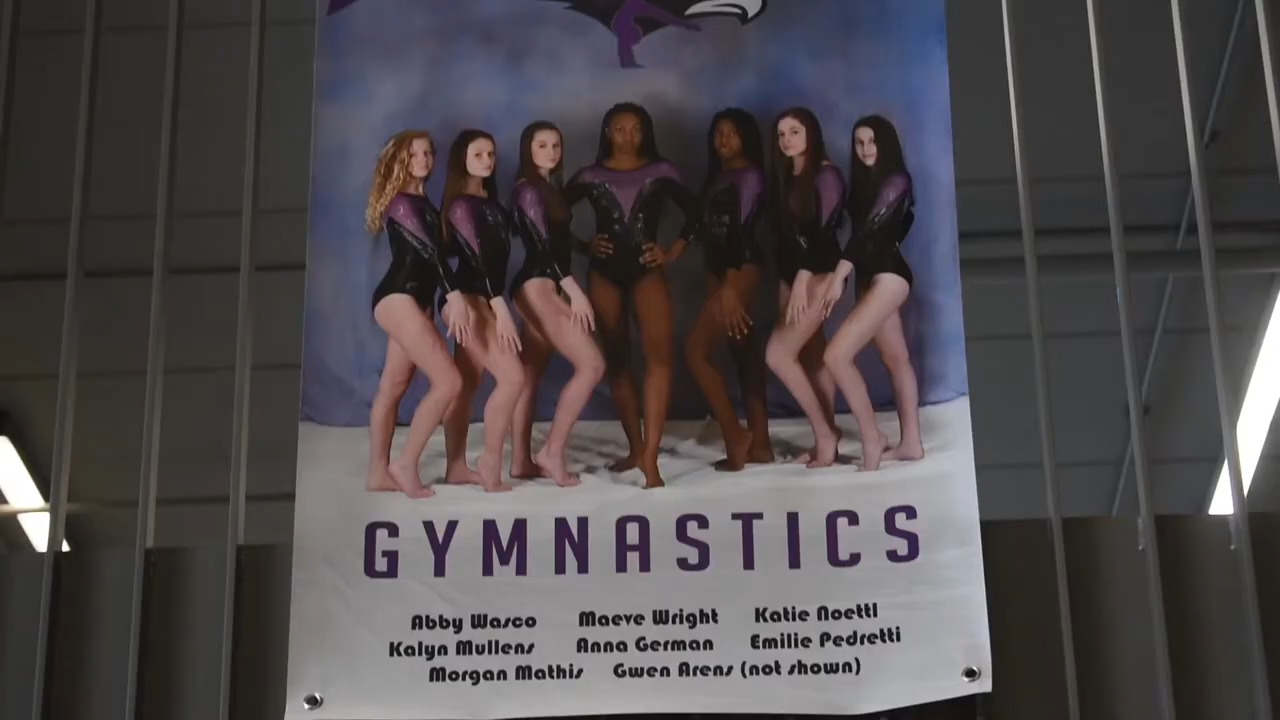 GYMNASTICS
Abby Wasco Maeve Wright Katie Noettl
Kalyn Mullens Anna German Emilie Pedretti
Morgan Mathis Gwen Arens (not shown)